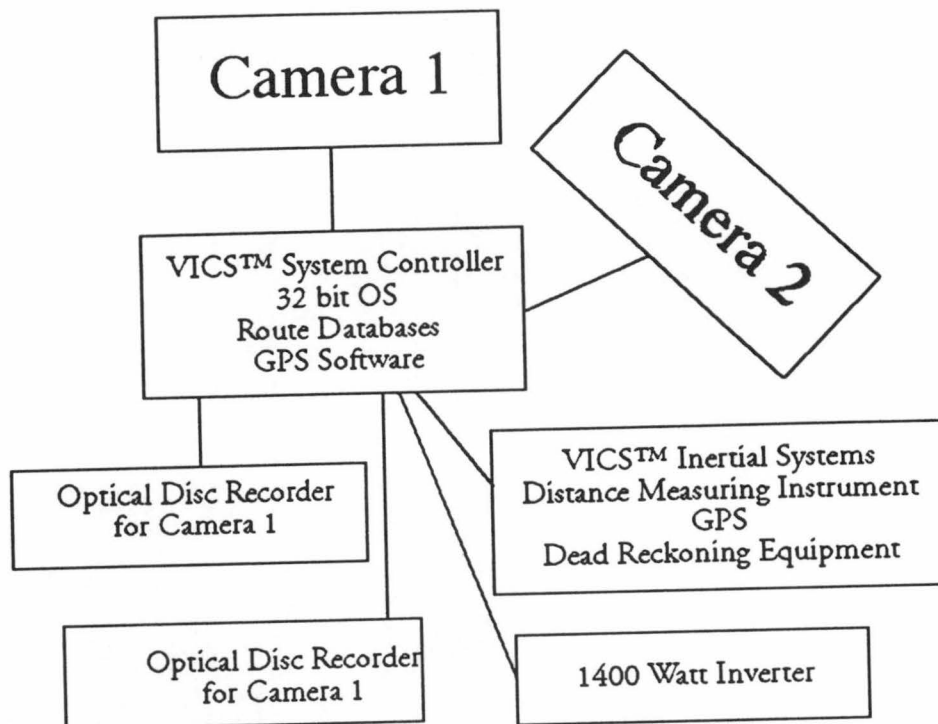 Camera 1
Camera 2
VICS™ System Controller
32 bit OS
Route Databases
GPS Software
Optical Disc Recorder
for Camera 1
VICS™ Inertial Systems
Distance Measuring Instrument
GPS
Dead Reckoning Equipment
Optical Disc Recorder
for Camera 1
1400 Watt Inverter